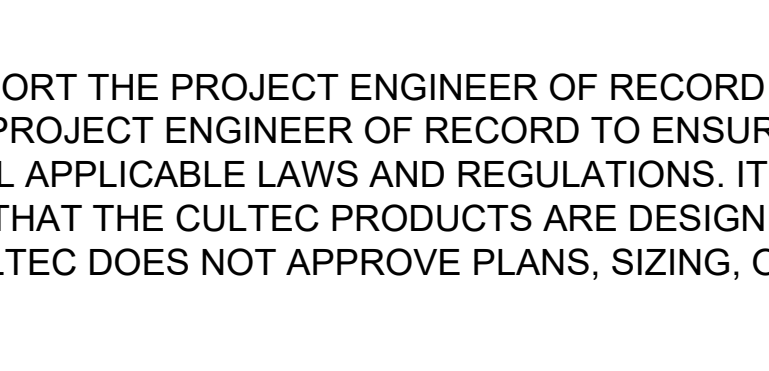 ORT THE PROJECT ENGINEER OF RECORD
PROJECT ENGINEER OF RECORD TO ENSUR
L APPLICABLE LAWS AND REGULATIONS. IT
THAT THE CULTEC PRODUCTS ARE DESIGN
LTEC DOES NOT APPROVE PLANS, SIZING, O